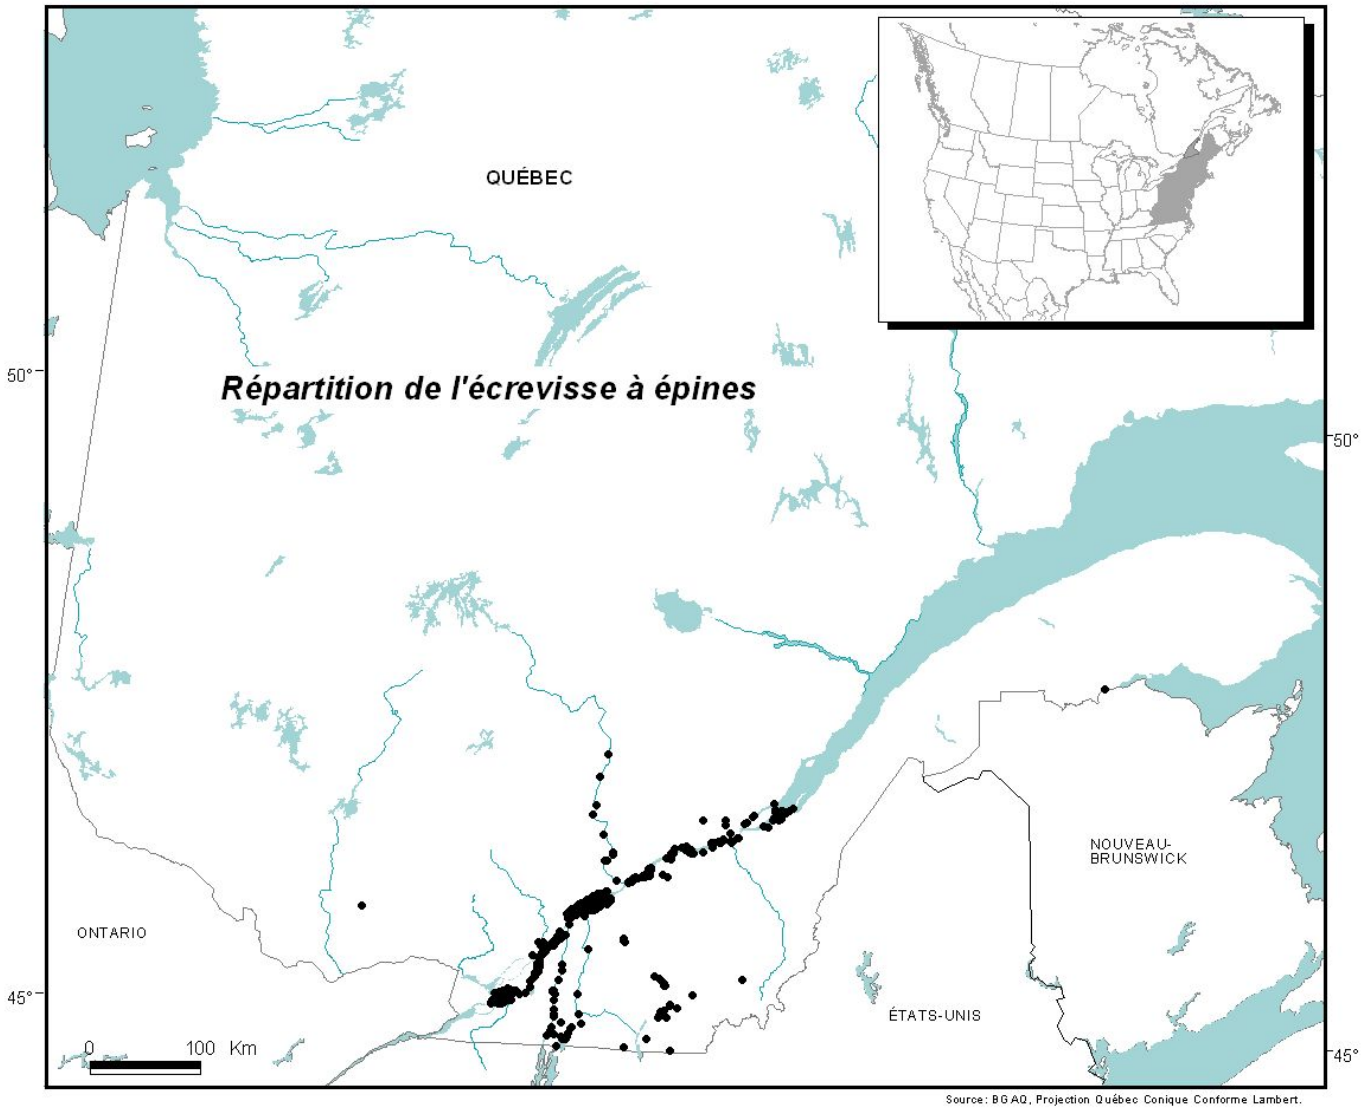 QUÉBEC
50°
Répartition de l'écrevisse à épines
50°
NOUVEAU-
BRUNSWICK
ONTARIO
45°
ÉTATS-UNIS
0 100 Km
45°
Source: BGAQ, Projection Québec Conique Conforme Lambert.